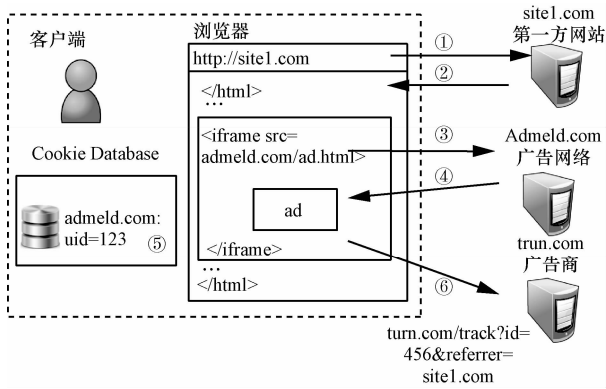 客户端
浏览器
http://site1.com
①
②
site1.com
第一方网站
</html>
...
<iframe src=
admeld.com/ad.html>
③
④
Admeld.com
广告网络
Cookie Database
admeld.com:
uid=123 ⑤
ad
</iframe>
...
</html>
⑥
trun.com
广告商
turn.com/track?id=
456&referrer=
site1.com